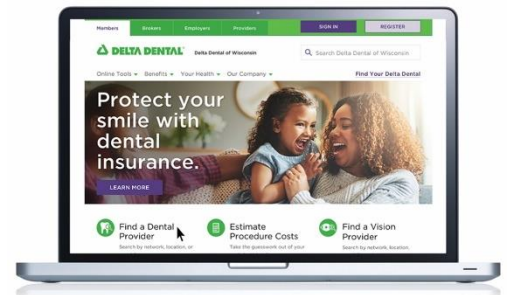 Members Brokers Employers Providers SIGN IN REGISTER
DELTA DENTAL® Delta Dental of Wisconsin Search Delta Dental of Wisconsin
Online Tools Benefits Your Health Our Company Find Your Delta Dental
Protect your
smile with
dental
insurance.
LEARN MORE
Find a Dental
Provider
Search by network, location, or
Estimate
Procedure Costs
Take the guesswork out of your
Find a Vision
Provider
Search by network, location,